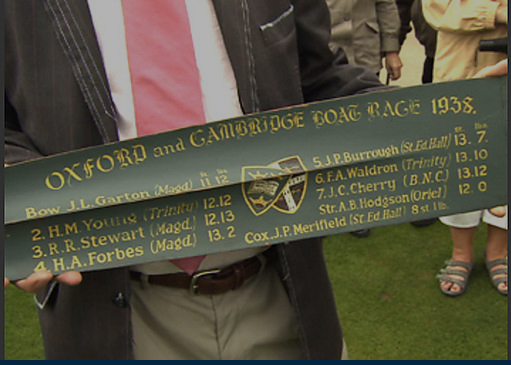 OXFORD and CAMBRIDGE BOAT RACE 1938.
st. lbs.
Bow J.L. Garton (Magd) 11 12
2. H.M Young (Trinity) 12.12
3. R.R. Stewart (Magd.) 12.13
4. H.A. Forbes (Magd) 13. 2
st. lbs.
5. J.P. Burrough (St. Ed. Hall) 13. 7.
6. F.A. Waldron (Trinity) 13.10
7. J.C. Cherry (B.N.C.) 13.12
Str. A.B. Hodgson (Oriel) 12. 0
Cox. J.P. Merifield (St. Ed. Hall) 8 st 1 lb.